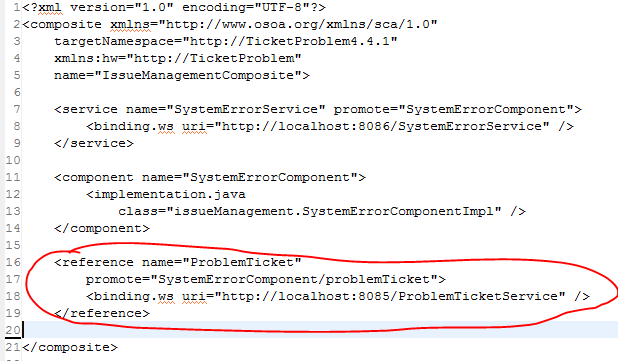 1 <?xml version="1.0" encoding="UTF-8"?>
2 <composite xmlns="http://www.osoa.org/xmlns/sca/1.0"
3     targetNamespace="http://TicketProblem4.4.1"
4     xmlns:hw="http://TicketProblem"
5     name="IssueManagementComposite">
6
7     <service name="SystemErrorService" promote="SystemErrorComponent">
8         <binding.ws uri="http://localhost:8086/SystemErrorService" />
9     </service>
10
11     <component name="SystemErrorComponent">
12         <implementation.java
13             class="issueManagement.SystemErrorComponentImpl" />
14     </component>
15
16     <reference name="ProblemTicket"
17         promote="SystemErrorComponent/problemTicket">
18         <binding.ws uri="http://localhost:8085/ProblemTicketService" />
19     </reference>
20
21 </composite>